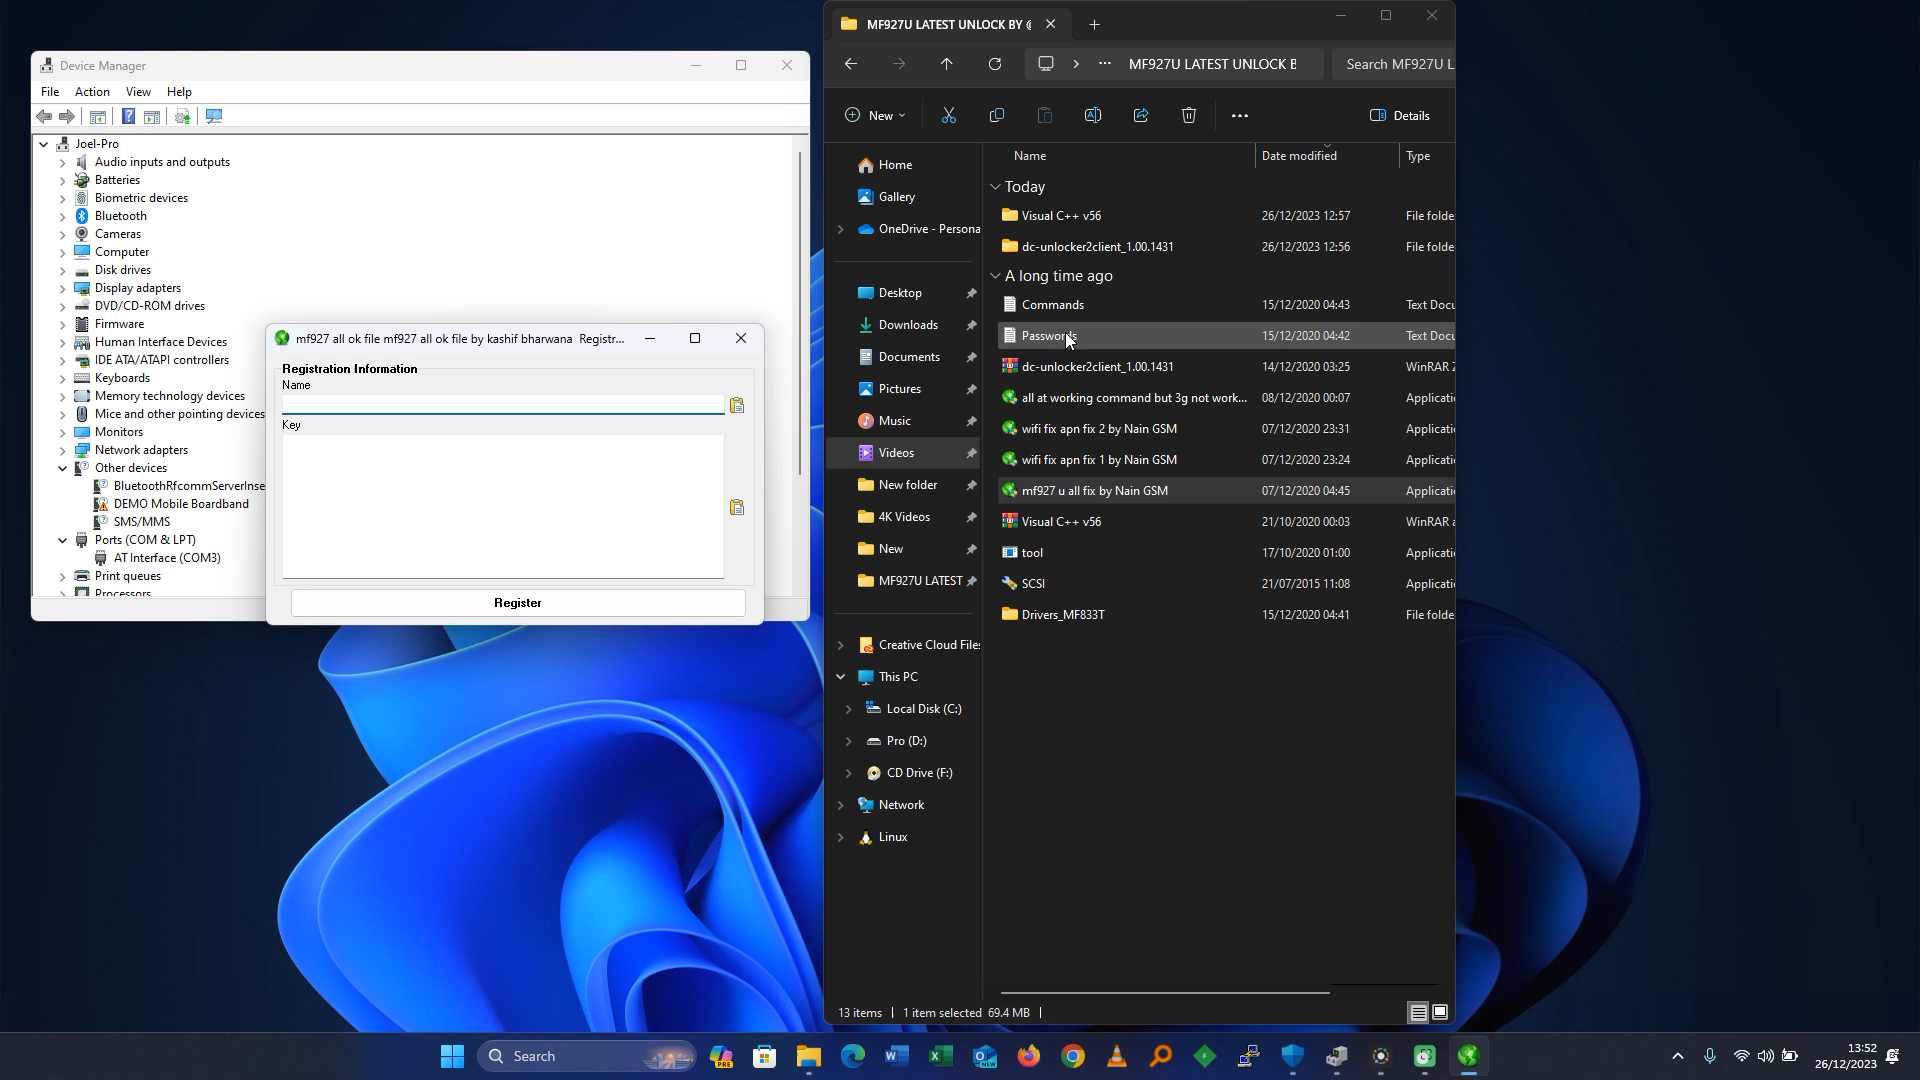 Device Manager
File Action View Help
Joel-Pro
Audio inputs and outputs
Batteries
Biometric devices
Bluetooth
Cameras
Computer
Disk drives
Display adapters
DVD/CD-ROM drives
Firmware
Human Interface Devices
IDE ATA/ATAPI controllers
Keyboards
Memory technology devices
Mice and other pointing devices
Monitors
Network adapters
Other devices
BluetoothRfcommServerInse
DEMO Mobile Boardband
SMS/MMS
Ports (COM & LPT)
AT Interface (COM3)
Print queues
Processors
mf927 all ok file mf927 all ok file by kashif bharwana Registr...
Registration Information
Name
Key
Register
MF927U LATEST UNLOCK BY @
MF927U LATEST UNLOCK B
Search MF927U L
New
Details
Home
Gallery
OneDrive - Persona
Desktop
Downloads
Documents
Pictures
Music
Videos
New folder
4K Videos
New
MF927U LATEST
Creative Cloud Files
This PC
Local Disk (C:)
Pro (D:)
CD Drive (F:)
Network
Linux
Name Date modified Type
Today
Visual C++ v56 26/12/2023 12:57 File folde
dc-unlocker2client_1.00.1431 26/12/2023 12:56 File folde
A long time ago
Commands 15/12/2020 04:43 Text Docu
Passwords 15/12/2020 04:42 Text Docu
dc-unlocker2client_1.00.1431 14/12/2020 03:25 WinRAR Z
all at working command but 3g not work... 08/12/2020 00:07 Applicatio
wifi fix apn fix 2 by Nain GSM 07/12/2020 23:31 Applicatio
wifi fix apn fix 1 by Nain GSM 07/12/2020 23:24 Applicatio
mf927 u all fix by Nain GSM 07/12/2020 04:45 Applicatio
Visual C++ v56 21/10/2020 00:03 WinRAR a
tool 17/10/2020 01:00 Applicatio
SCSI 21/07/2015 11:08 Applicatio
Drivers_MF833T 15/12/2020 04:41 File folde
13 items 1 item selected 69.4 MB
Search
PRE
NEW
13:52
26/12/2023